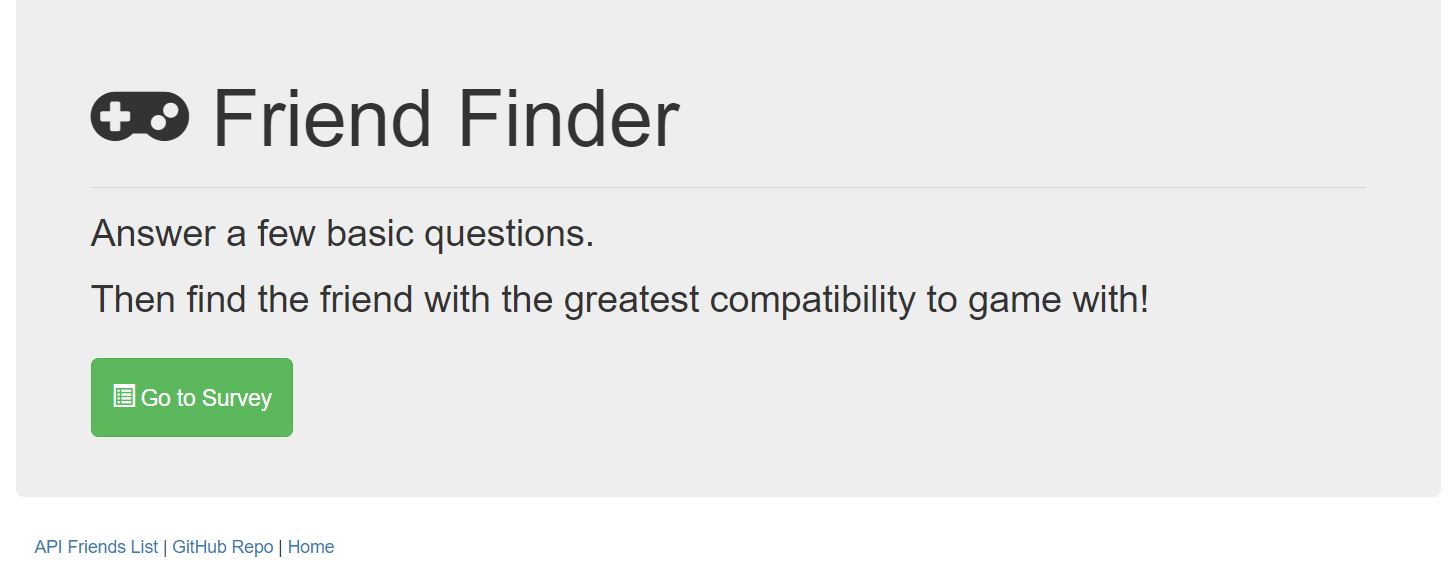 Friend Finder
Answer a few basic questions.
Then find the friend with the greatest compatibility to game with!
Go to Survey
API Friends List | GitHub Repo | Home